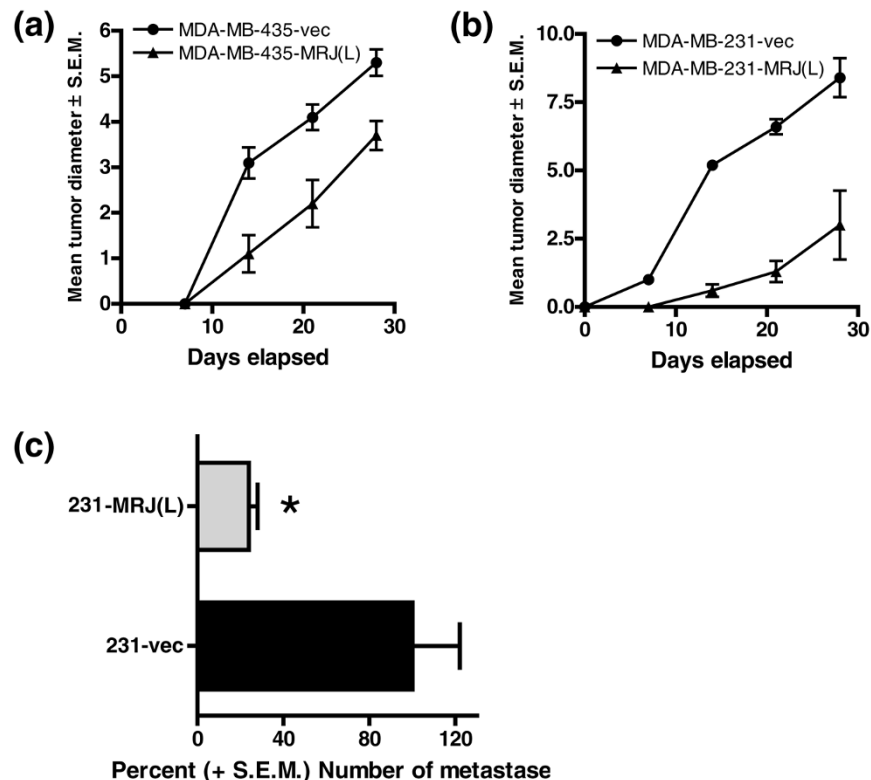 (a)
MDA-MB-435-vec
MDA-MB-435-MRJ(L)
Mean tumor diameter ± S.E.M.
6
5
4
3
2
1
0
0 10 20 30
Days elapsed
(b)
MDA-MB-231-vec
MDA-MB-231-MRJ(L)
Mean tumor diameter ± S.E.M.
10.0
7.5
5.0
2.5
0.0
0 10 20 30
Days elapsed
(c)
231-MRJ(L)
*
231-vec
0 40 80 120
Percent (+ S.E.M.) Number of metastase